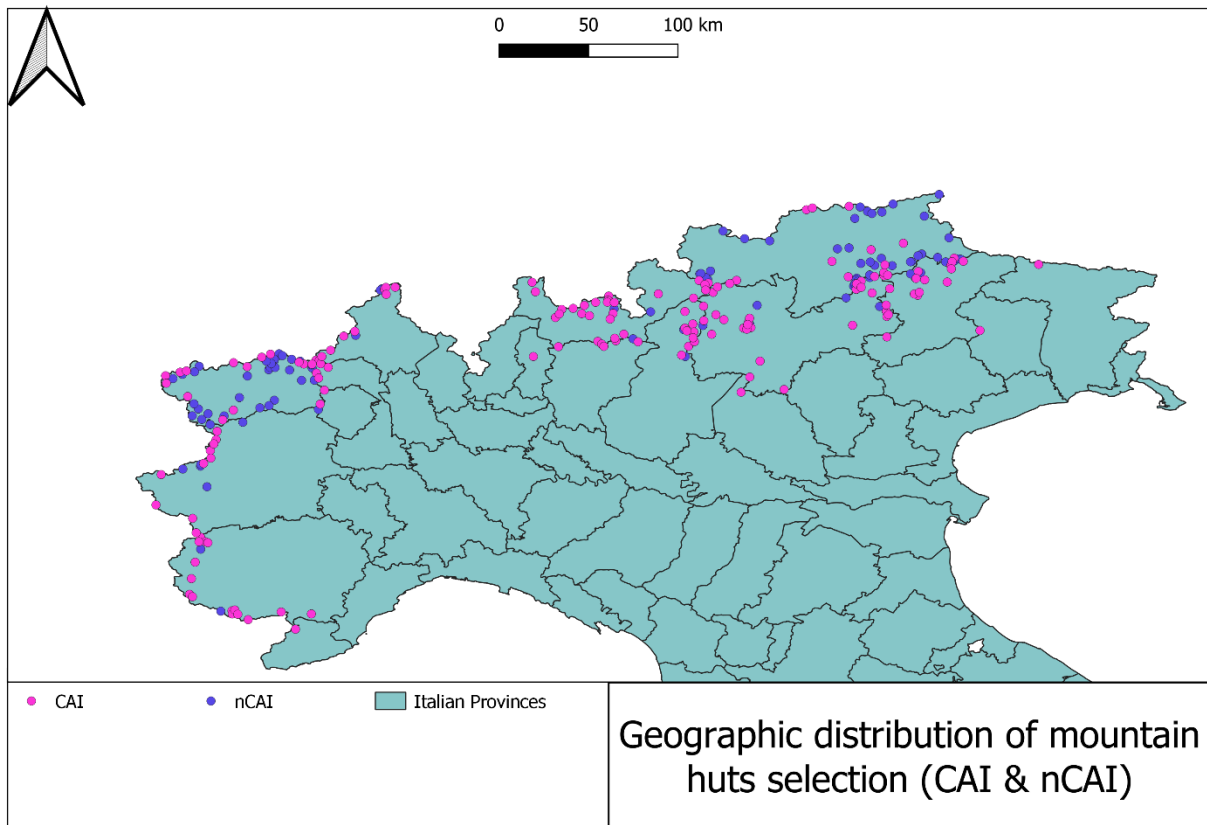 0 50 100 km
CAI nCAI Italian Provinces
Geographic distribution of mountain
huts selection (CAI & nCAI)